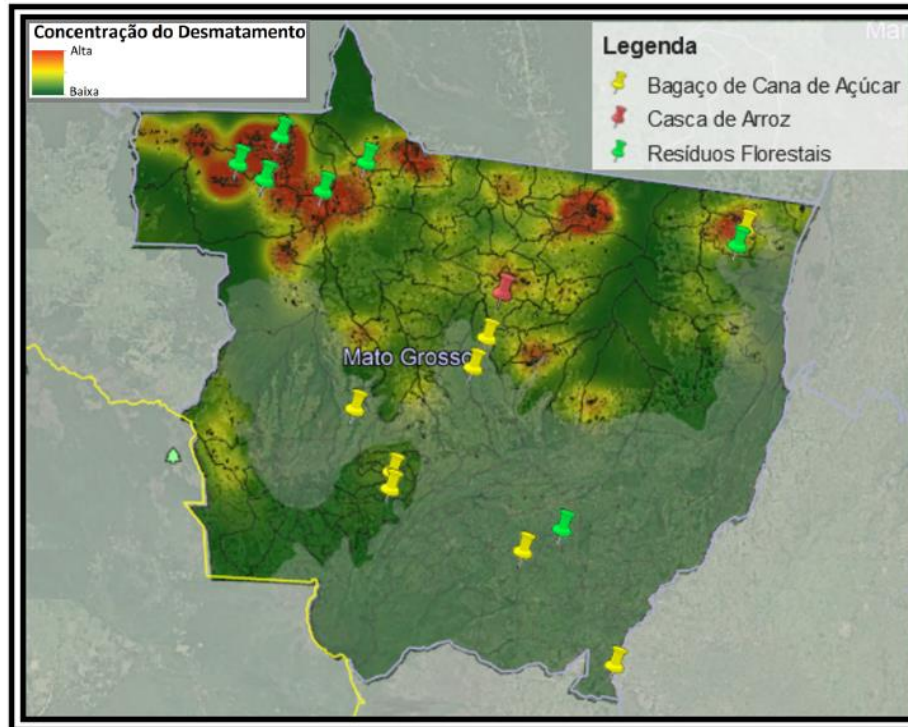 Concentração do Desmatamento
Alta
Baixa
Legenda
Bagaço de Cana de Açúcar
Casca de Arroz
Resíduos Florestais
Mato Grosso